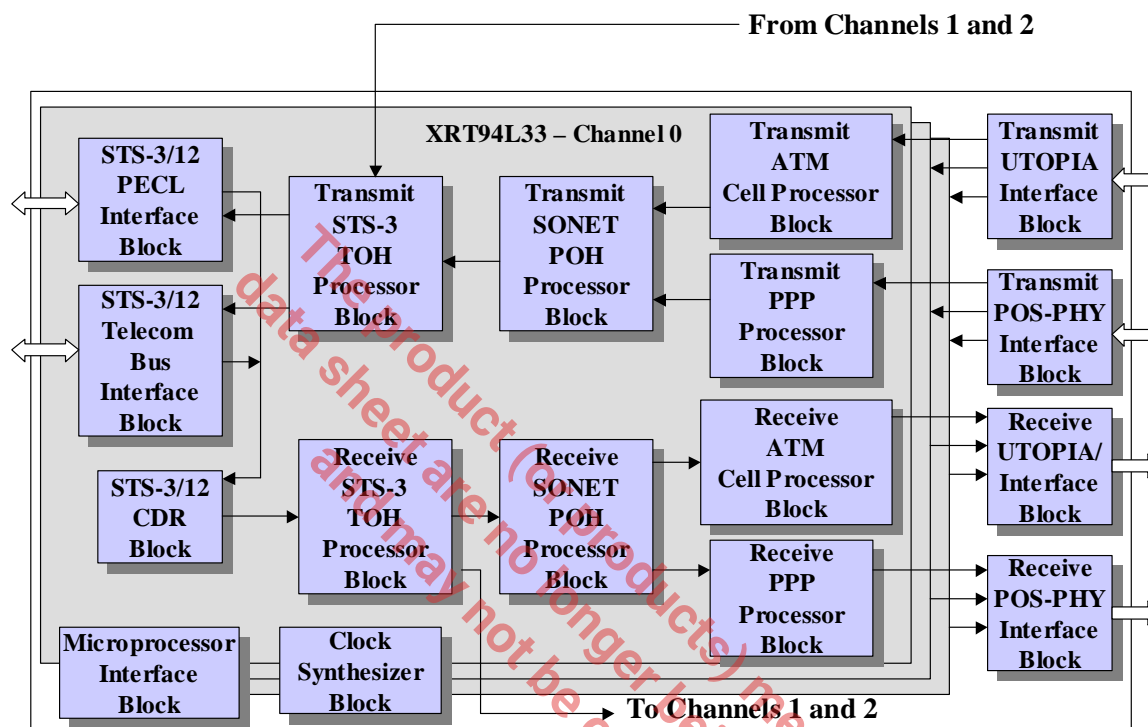 From Channels 1 and 2
XRT94L33 – Channel 0
STS-3/12
PECL
Interface
Block
Transmit
STS-3
TOH
Processor
Block
Transmit
SONET
POH
Processor
Block
Transmit
ATM
Cell Processor
Block
Transmit
UTOPIA
Interface
Block
STS-3/12
Telecom
Bus
Interface
Block
Transmit
PPP
Processor
Block
Transmit
POS-PHY
Interface
Block
STS-3/12
CDR
Block
Receive
STS-3
TOH
Processor
Block
Receive
SONET
POH
Processor
Block
Receive
ATM
Cell Processor
Block
Receive
UTOPIA/
Interface
Block
Receive
PPP
Processor
Block
Receive
POS-PHY
Interface
Block
Microprocessor
Interface
Block
Clock
Synthesizer
Block
To Channels 1 and 2
The product (or products) me
data sheet are no longer be
and may not be